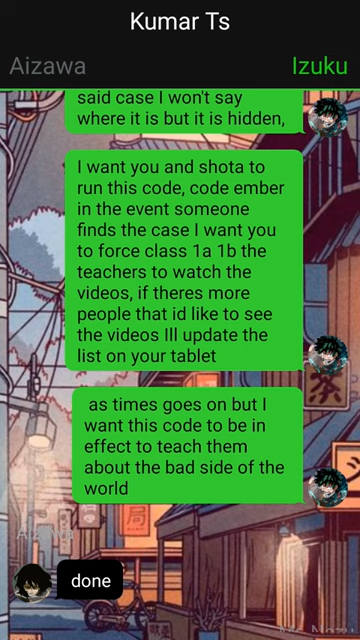 Kumar Ts
Aizawa
Izuku
said case I won't say
where it is but it is hidden,
I want you and shota to
run this code, code ember
in the event someone
finds the case I want you
to force class 1a 1b the
teachers to watch the
videos, if theres more
people that id like to see
the videos Ill update the
list on your tablet
as times goes on but I
want this code to be in
effect to teach them
about the bad side of the
world
Aizawa
done